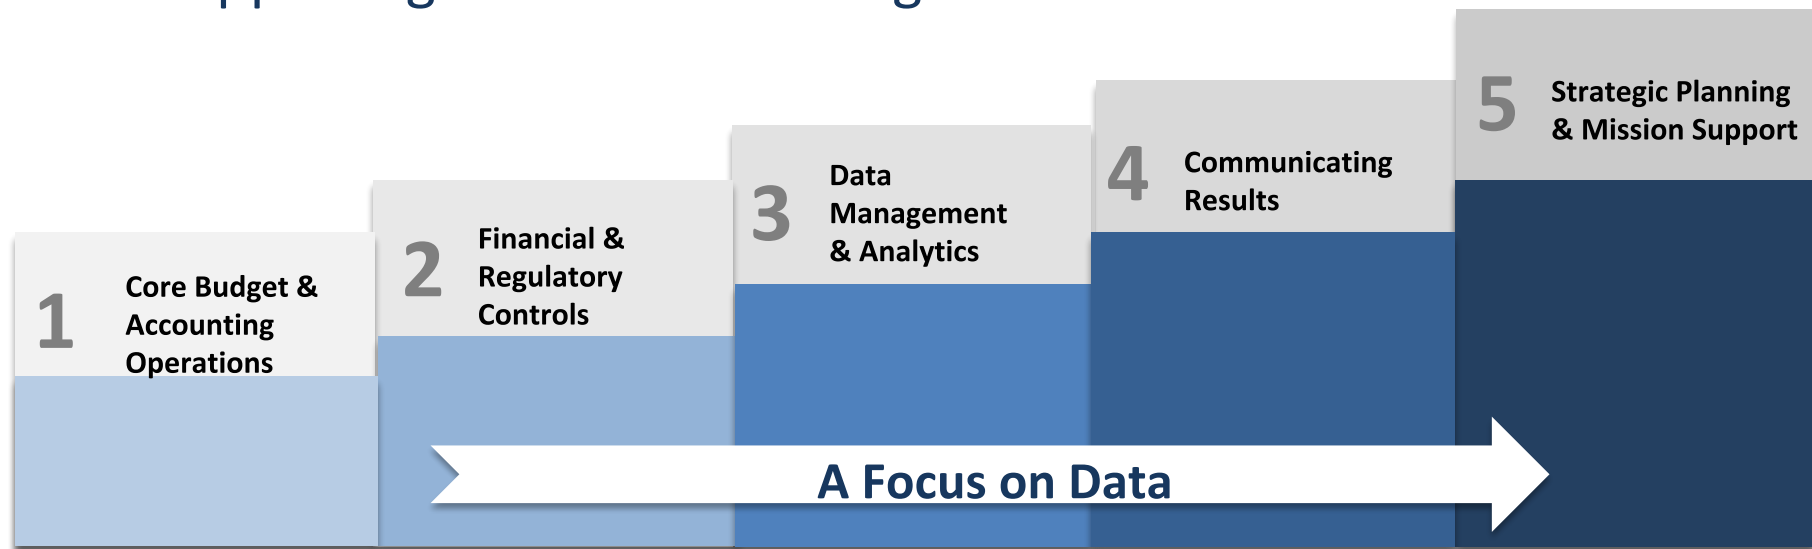 1
Core Budget &
Accounting
Operations
2
Financial &
Regulatory
Controls
3
Data
Management
& Analytics
4
Communicating
Results
5
Strategic Planning
& Mission Support
A Focus on Data